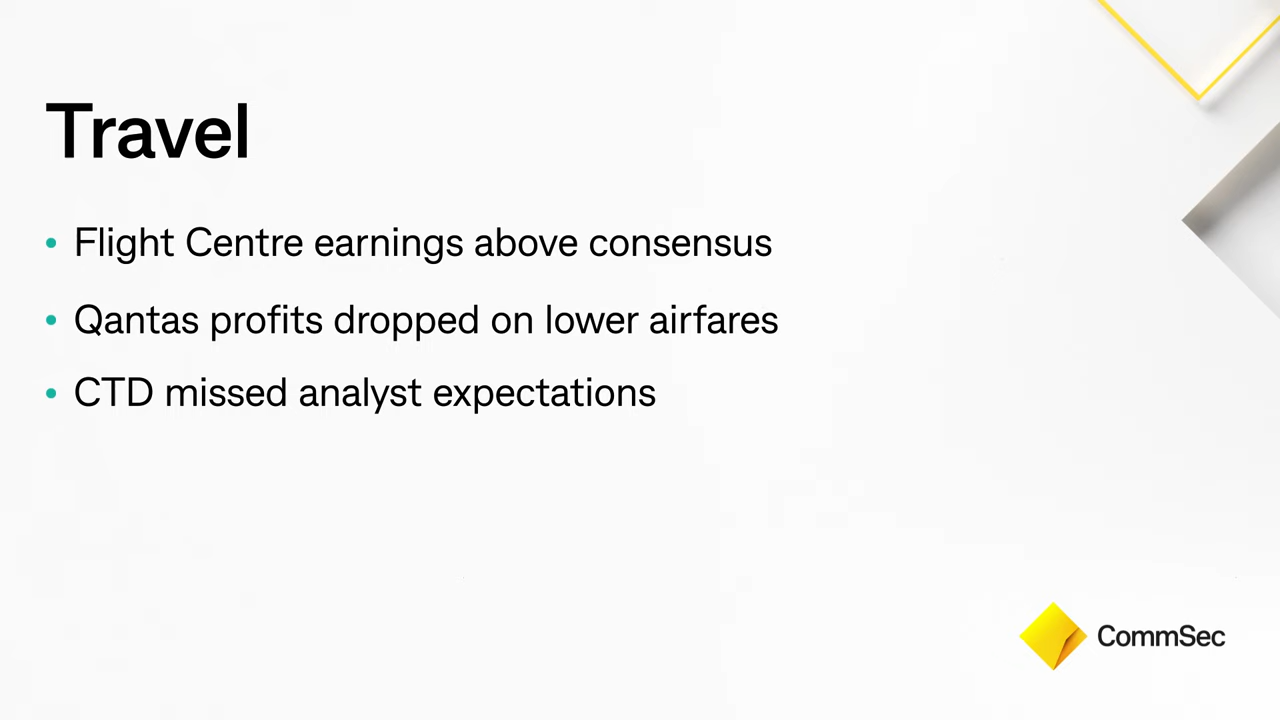 Travel
• Flight Centre earnings above consensus
• Qantas profits dropped on lower airfares
• CTD missed analyst expectations
CommSec